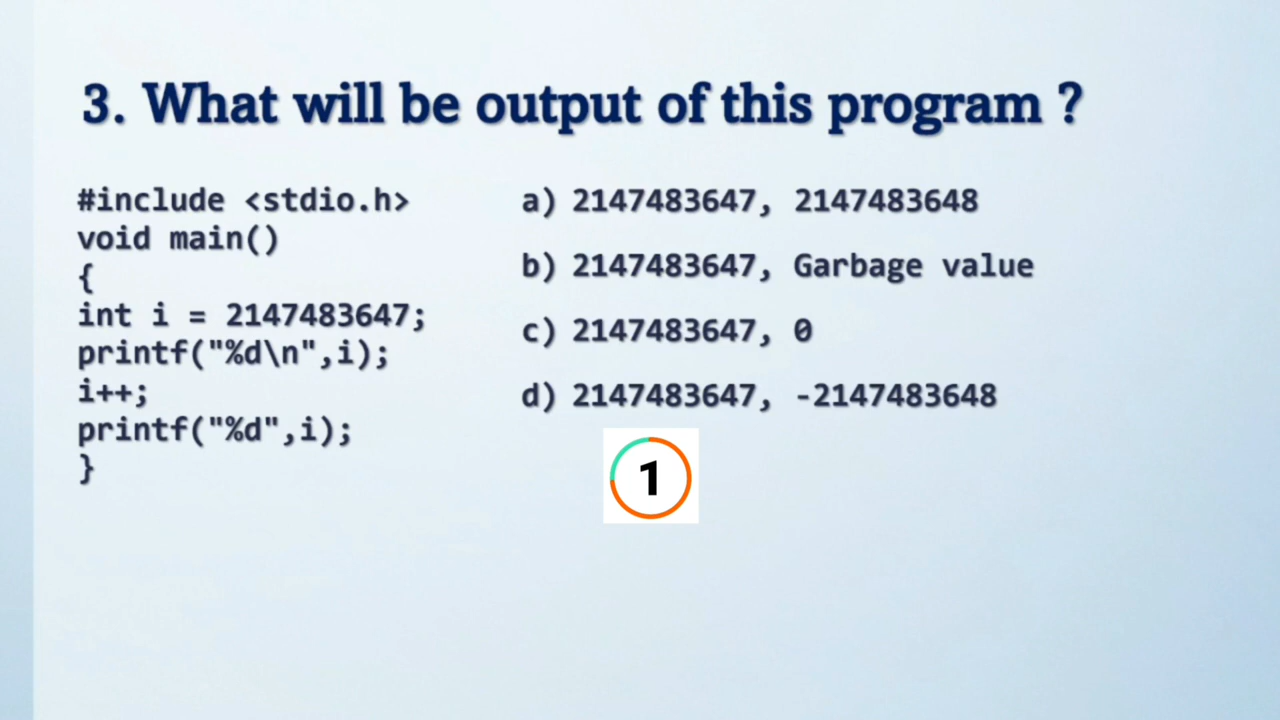 3. What will be output of this program ?
#include <stdio.h>
void main()
{
int i = 2147483647;
printf("%d\n",i);
i++;
printf("%d",i);
}
a) 2147483647, 2147483648
b) 2147483647, Garbage value
c) 2147483647, 0
d) 2147483647, -2147483648
1